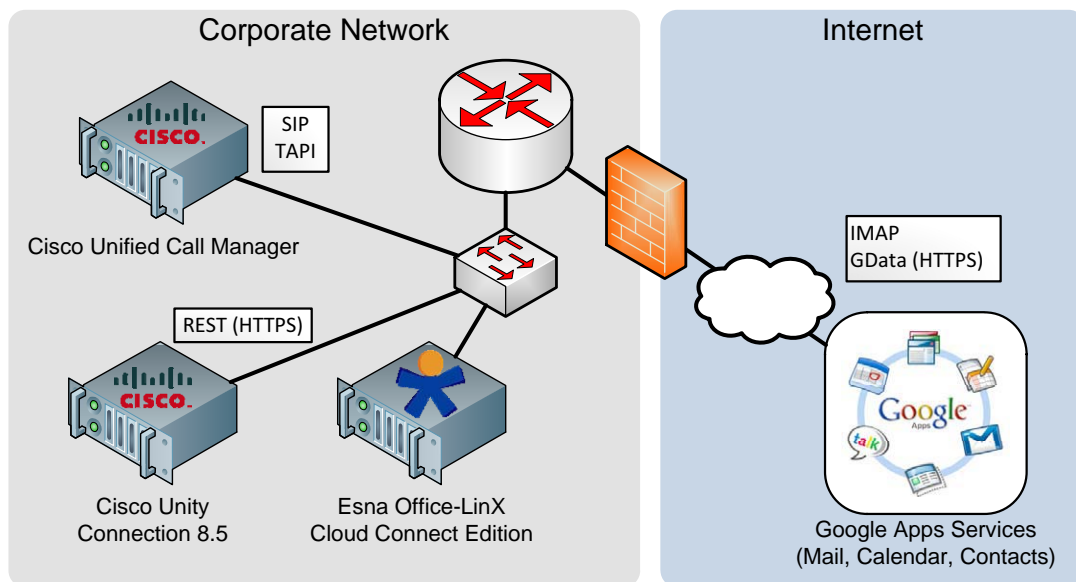 Corporate Network
Internet
CISCO.
SIP
TAPI
Cisco Unified Call Manager
IMAP
GData (HTTPS)
REST (HTTPS)
CISCO.
Google
Apps
talk
Cisco Unity
Connection 8.5
Esna Office-LinX
Cloud Connect Edition
Google Apps Services
(Mail, Calendar, Contacts)